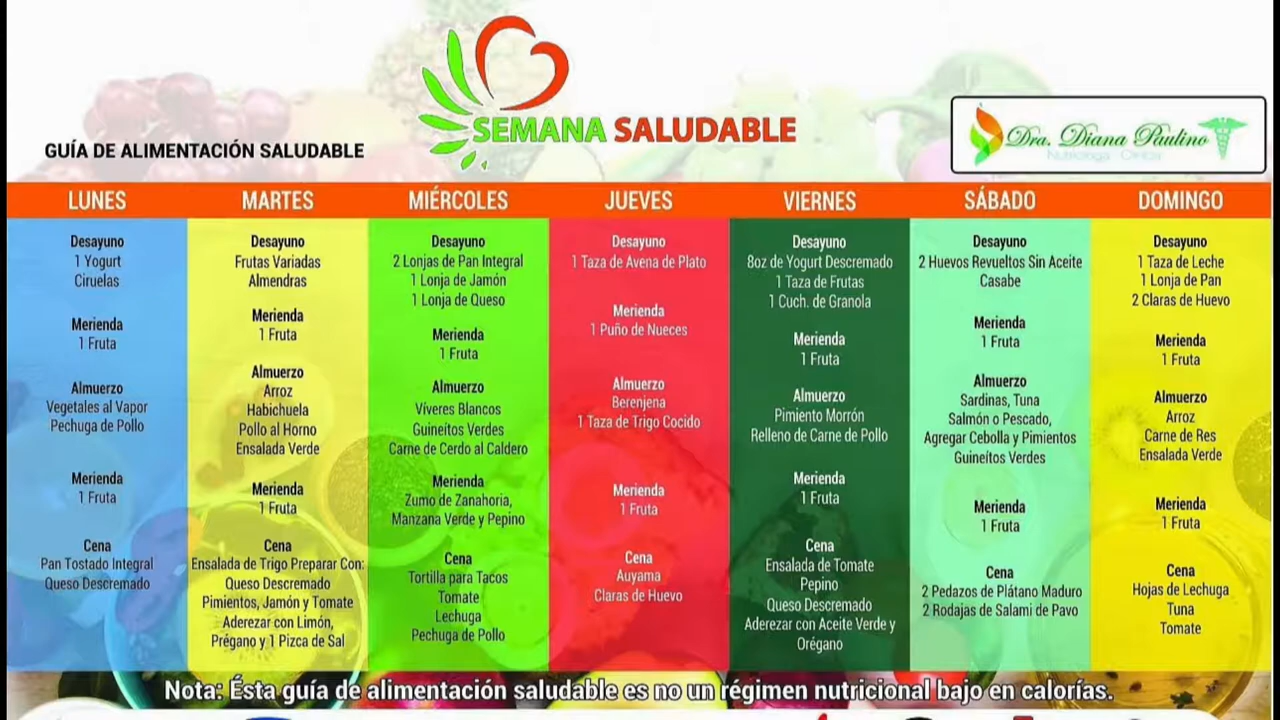 SEMANA SALUDABLE
GUÍA DE ALIMENTACIÓN SALUDABLE
Dra. Diana Paulino
Nutrióloga Clínica
LUNES
Desayuno
1 Yogurt
Ciruelas
Merienda
1 Fruta
Almuerzo
Vegetales al Vapor
Pechuga de Pollo
Merienda
1 Fruta
Cena
Pan Tostado Integral
Queso Descremado
MARTES
Desayuno
Frutas Variadas
Almendras
Merienda
1 Fruta
Almuerzo
Arroz
Habichuela
Pollo al Horno
Ensalada Verde
Merienda
1 Fruta
Cena
Ensalada de Trigo Preparar Con:
Queso Descremado
Pimientos, Jamón y Tomate
Aderezar con Limón,
Prégano y 1 Pizca de Sal
MIÉRCOLES
Desayuno
2 Lonjas de Pan Integral
1 Lonja de Jamón
1 Lonja de Queso
Merienda
1 Fruta
Almuerzo
Víveres Blancos
Guineítos Verdes
Carne de Cerdo al Caldero
Merienda
Zumo de Zanahoria,
Manzana Verde y Pepino
Cena
Tortilla para Tacos
Tomate
Lechuga
Pechuga de Pollo
JUEVES
Desayuno
1 Taza de Avena de Plato
Merienda
1 Puño de Nueces
Almuerzo
Berenjena
1 Taza de Trigo Cocido
Merienda
1 Fruta
Cena
Auyama
Claras de Huevo
VIERNES
Desayuno
8oz de Yogurt Descremado
1 Taza de Frutas
1 Cuch. de Granola
Merienda
1 Fruta
Almuerzo
Pimiento Morrón
Relleno de Carne de Pollo
Merienda
1 Fruta
Cena
Ensalada de Tomate
Pepino
Queso Descremado
Aderezar con Aceite Verde y
Orégano
SÁBADO
Desayuno
2 Huevos Revueltos Sin Aceite
Casabe
Merienda
1 Fruta
Almuerzo
Sardinas, Tuna
Salmón o Pescado,
Agregar Cebolla y Pimientos
Guineítos Verdes
Merienda
1 Fruta
Cena
2 Pedazos de Plátano Maduro
2 Rodajas de Salami de Pavo
DOMINGO
Desayuno
1 Taza de Leche
1 Lonja de Pan
2 Claras de Huevo
Merienda
1 Fruta
Almuerzo
Arroz
Carne de Res
Ensalada Verde
Merienda
1 Fruta
Cena
Hojas de Lechuga
Tuna
Tomate
Nota: Ésta guía de alimentación saludable es no un régimen nutricional bajo en calorías.